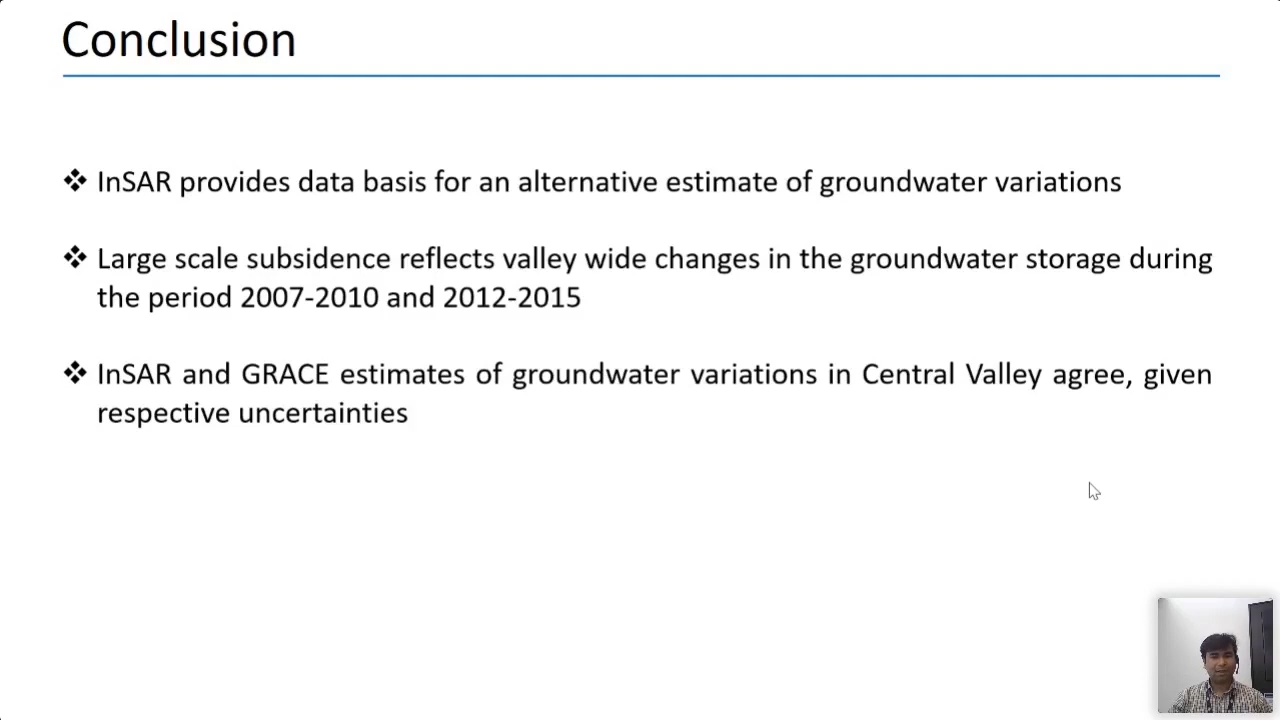 Conclusion
❖ InSAR provides data basis for an alternative estimate of groundwater variations
❖ Large scale subsidence reflects valley wide changes in the groundwater storage during
the period 2007-2010 and 2012-2015
❖ InSAR and GRACE estimates of groundwater variations in Central Valley agree, given
respective uncertainties